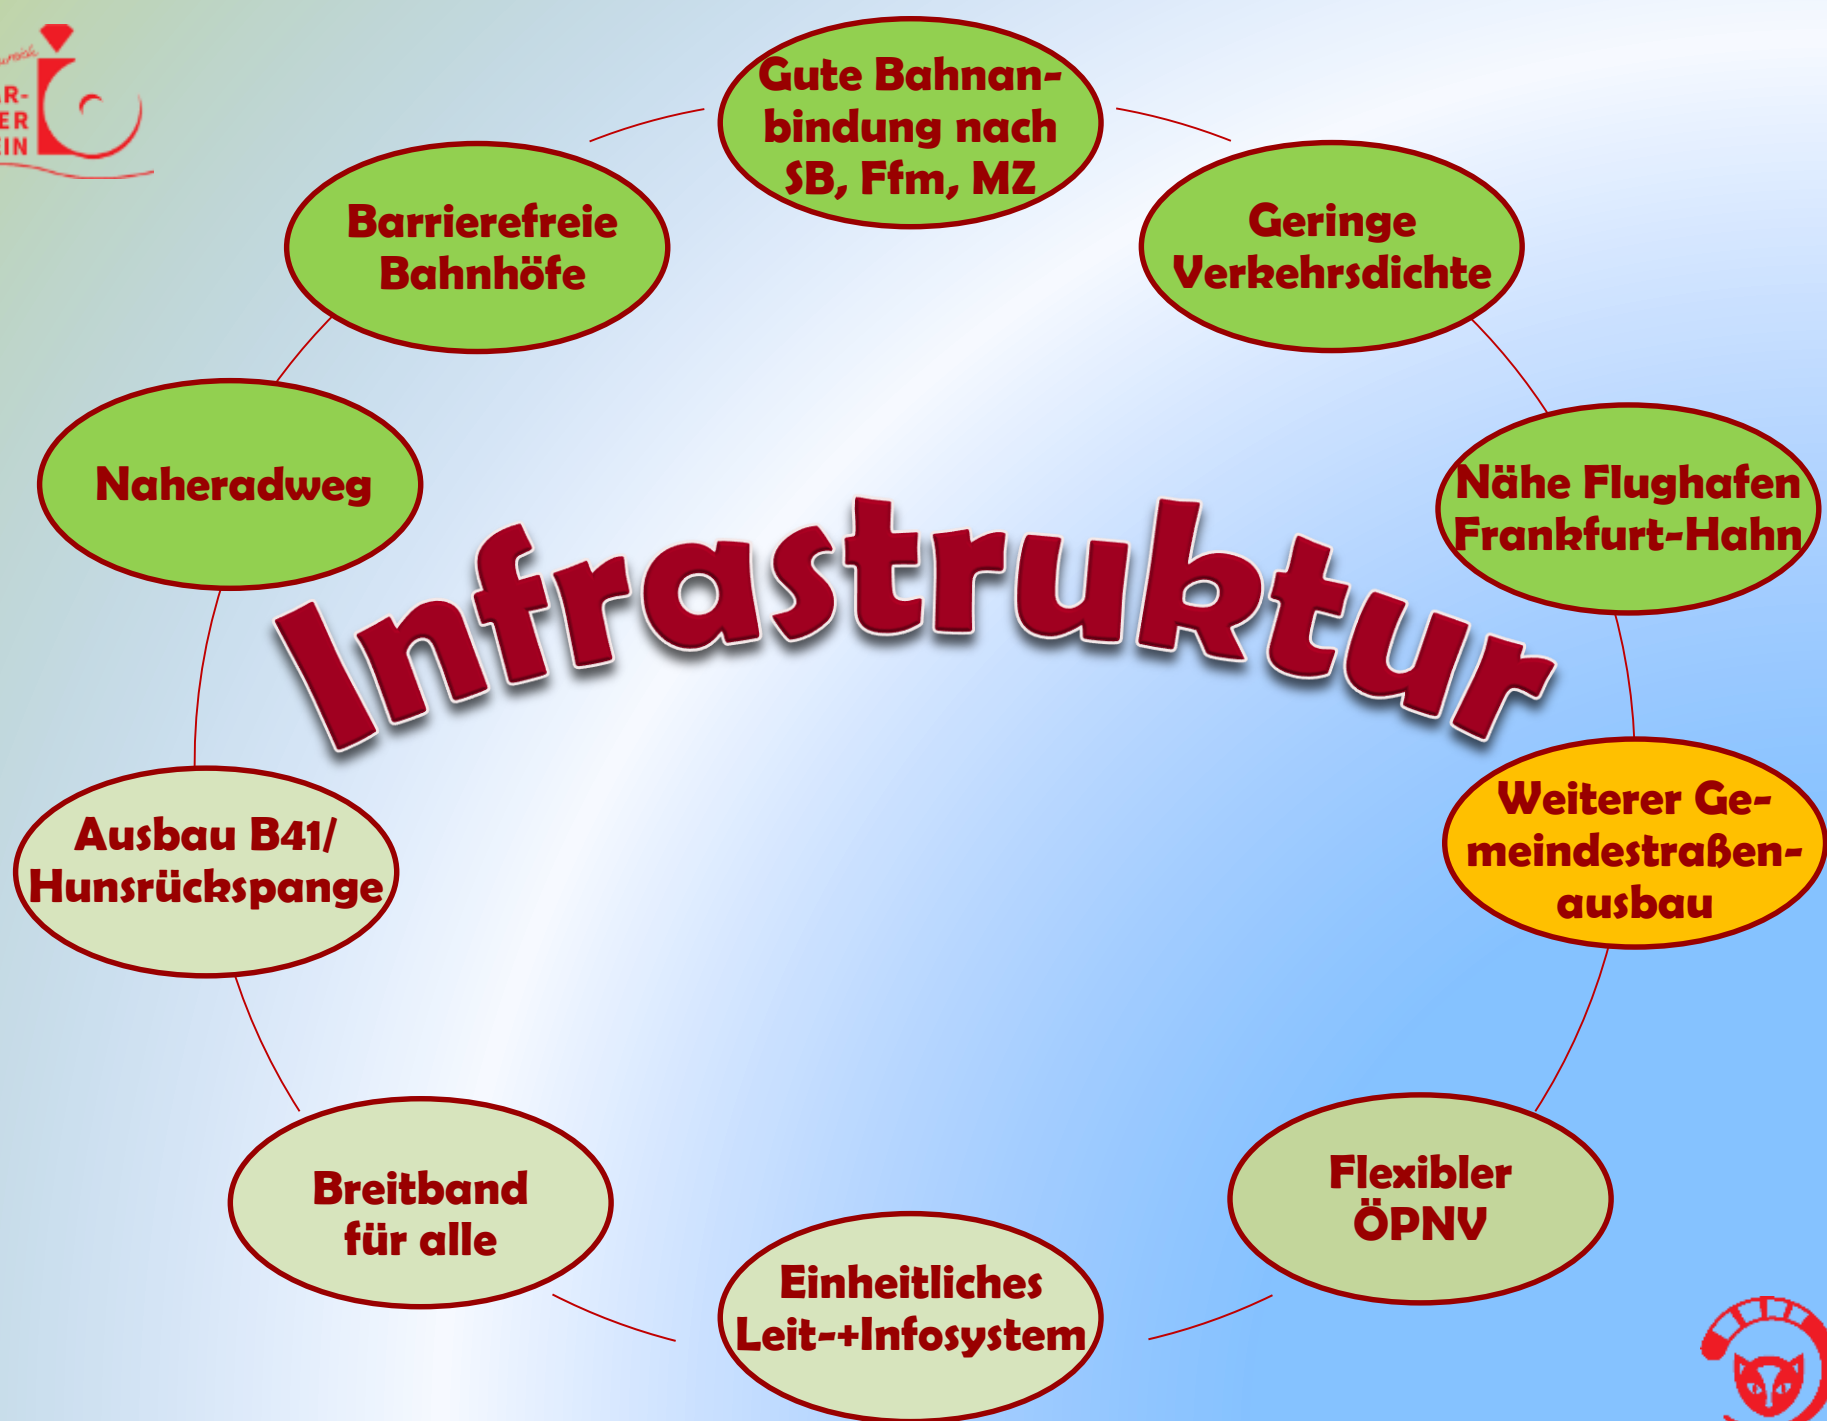 Gute Bahnan-
bindung nach
SB, Ffm, MZ
Geringe
Verkehrsdichte
Nähe Flughafen
Frankfurt-Hahn
Weiterer Ge-
meindestraßen-
ausbau
Flexibler
ÖPNV
Einheitliches
Leit-+Infosystem
Breitband
für alle
Ausbau B41/
Hunsrückspange
Naheradweg
Barrierefreie
Bahnhöfe
Infrastruktur